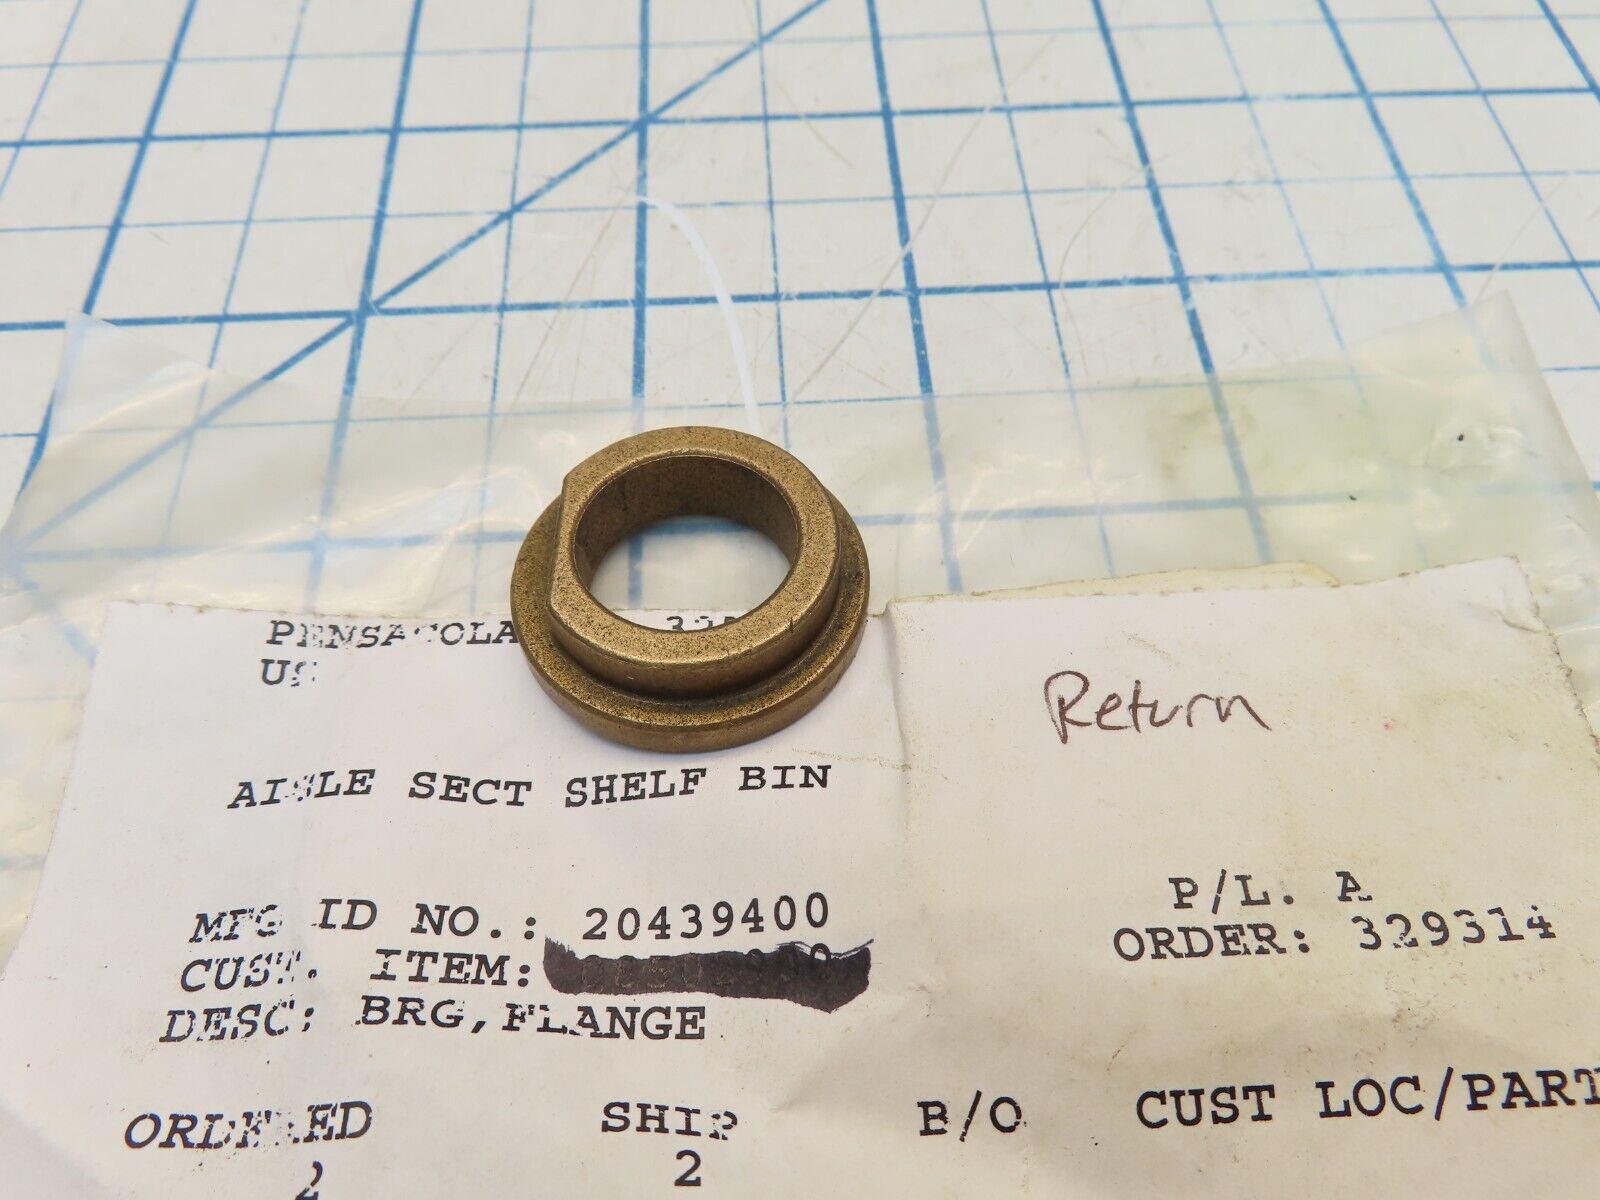 PENSACOLA
US
Return
AISLE SECT SHELF BIN
P/L. A
MFG ID NO.: 20439400
ORDER: 329314
CUST. ITEM:
DESC: BRG, FLANGE
ORDERED SHIP B/O CUST LOC/PART
2 2